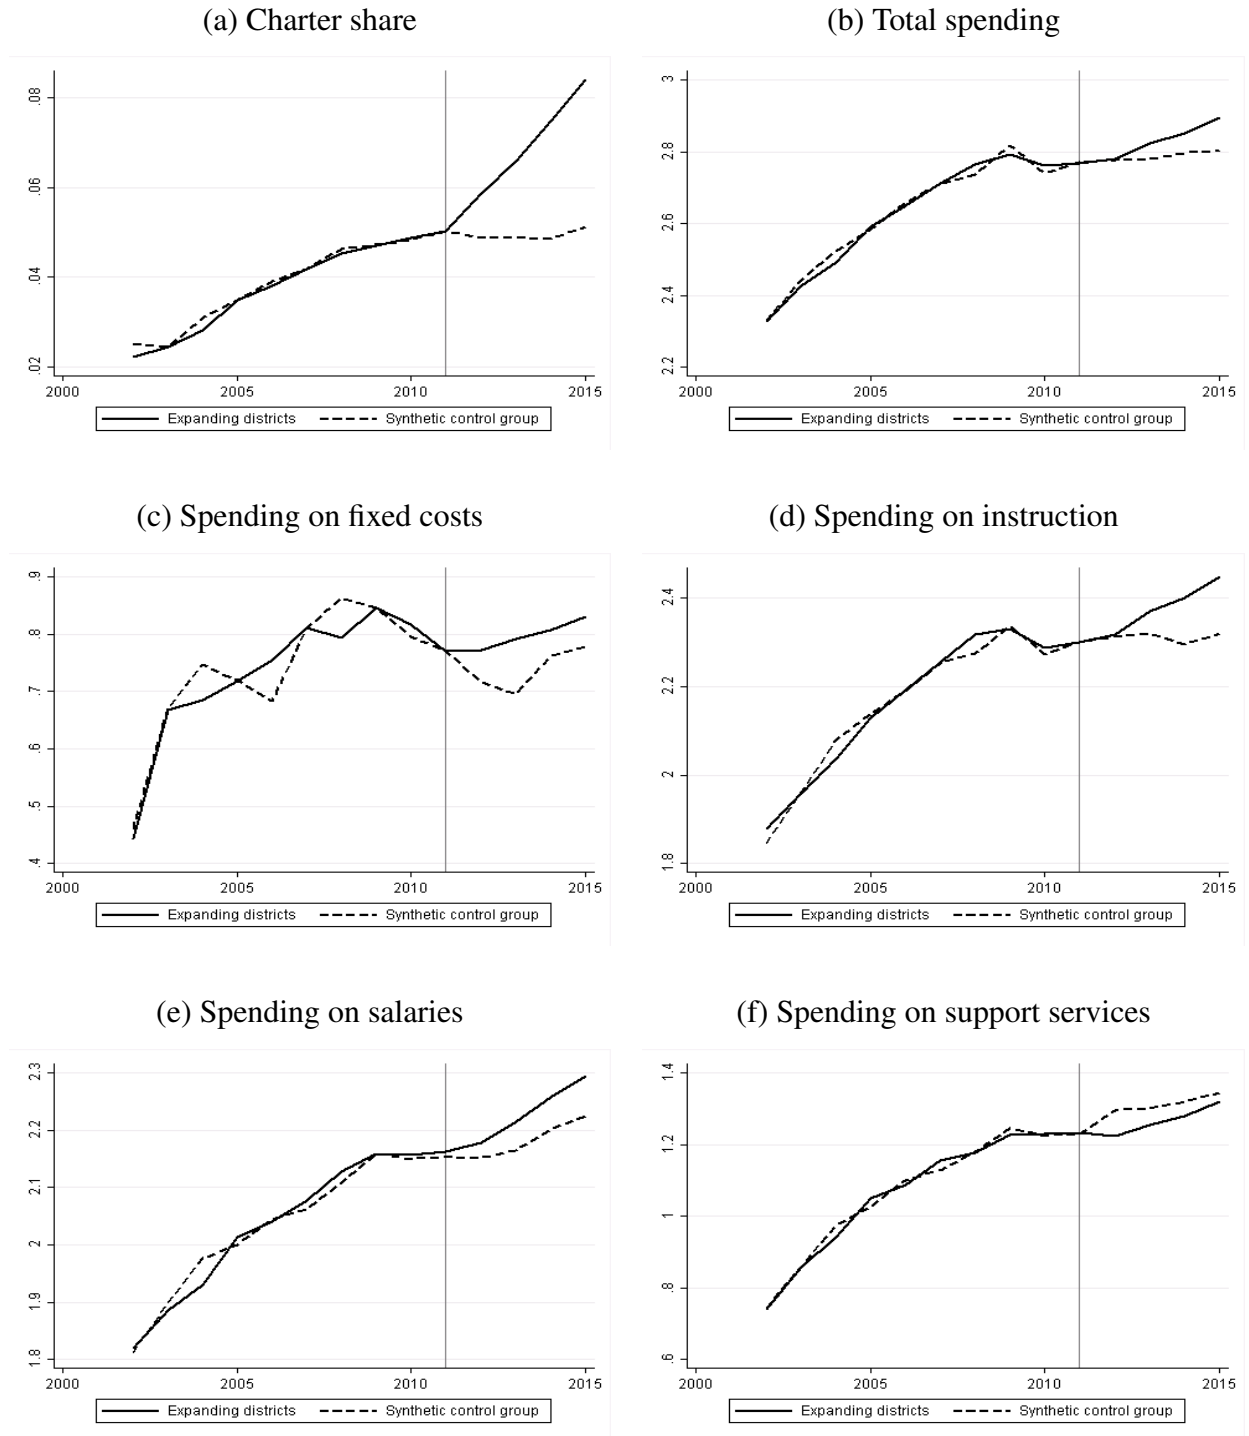 (a) Charter share
.08
.06
.04
.02
2000 2005 2010 2015
Expanding districts Synthetic control group
(b) Total spending
3
2.8
2.6
2.4
2.2
2000 2005 2010 2015
Expanding districts Synthetic control group
(c) Spending on fixed costs
.9
.8
.7
.6
.5
.4
2000 2005 2010 2015
Expanding districts Synthetic control group
(d) Spending on instruction
2.4
2.2
2
1.8
2000 2005 2010 2015
Expanding districts Synthetic control group
(e) Spending on salaries
2.3
2.2
2.1
2
1.9
1.8
2000 2005 2010 2015
Expanding districts Synthetic control group
(f) Spending on support services
1.4
1.2
1
.8
.6
2000 2005 2010 2015
Expanding districts Synthetic control group